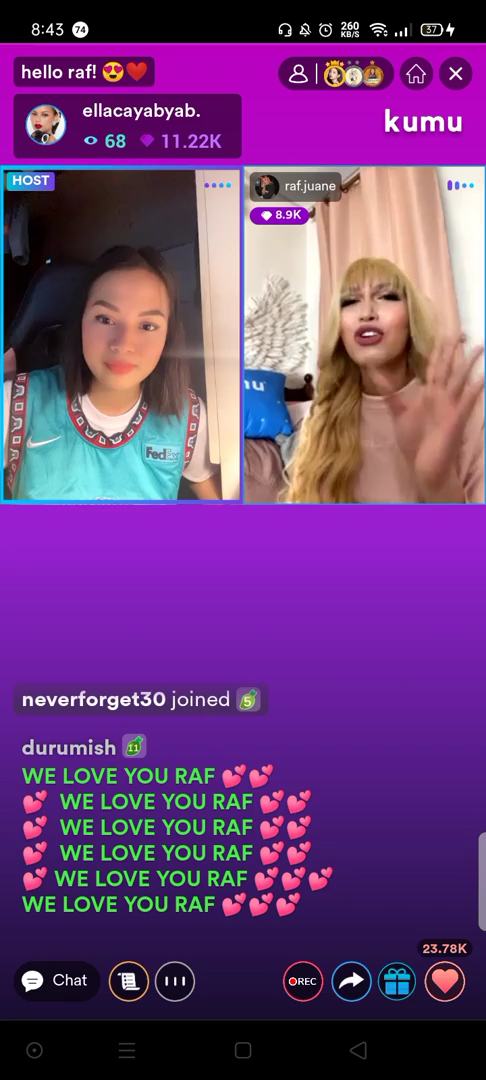 8:43
74
260
KB/S
37
hello raf! 😍❤️
ellacayabyab.
68
11.22K
kumu
HOST
raf.juane
8.9K
FedEx
neverforget30 joined
5
durumish
11
WE LOVE YOU RAF 💕💕
💕 WE LOVE YOU RAF 💕💕
💕 WE LOVE YOU RAF 💕💕
💕 WE LOVE YOU RAF 💕💕
💕 WE LOVE YOU RAF 💕💕💕
WE LOVE YOU RAF 💕💕💕
23.78K
Chat
REC